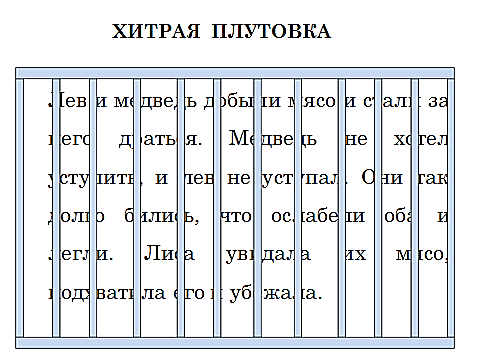 ХИТРАЯ ПЛУТОВКА
Лев и медведь добыли мясо и стали за
него драться. Медведь не хотел
уступить, и лев не уступал. Они так
долго бились, что ослабели оба и
легли. Лиса увидала их мясо,
подхватила его и убежала.